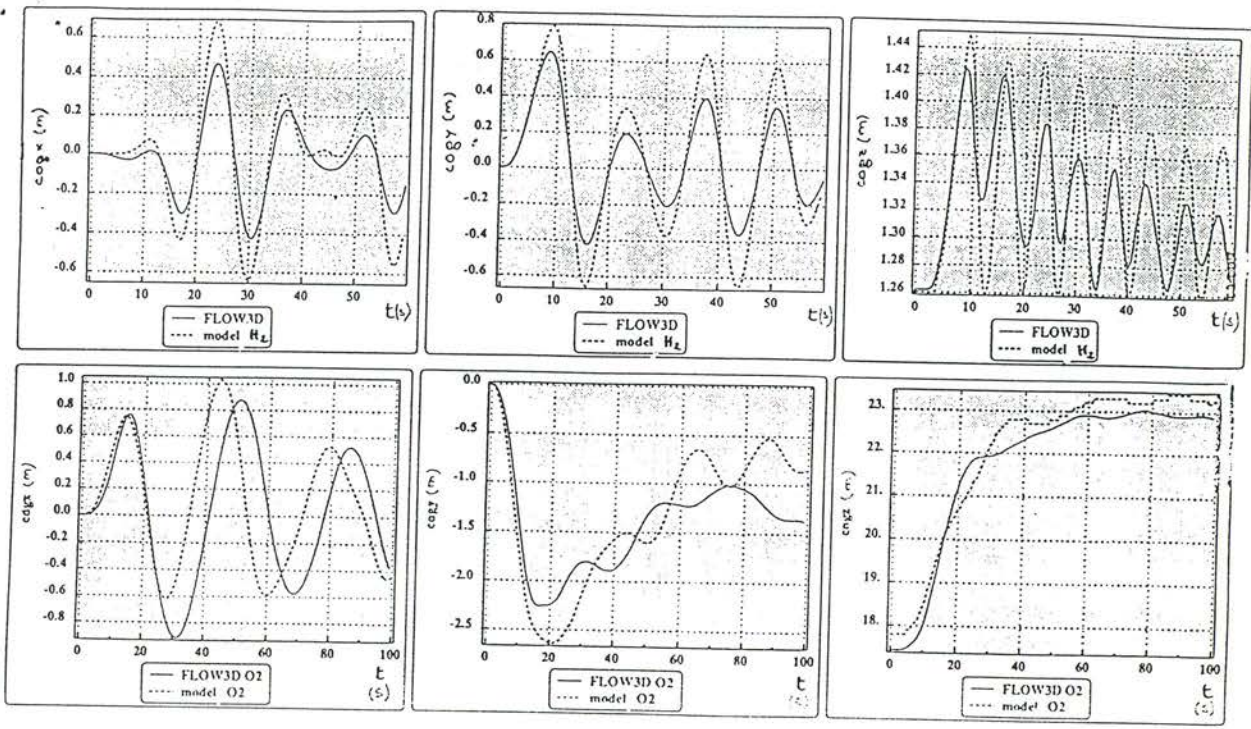 0.6
0.4
0.2
0.0
-0.2
-0.4
-0.6
cogx (m)
0 10 20 30 40 50
t(s)
FLOW3D
model H2
0.8
0.6
0.4
0.2
0.0
-0.2
-0.4
-0.6
cogy (m)
0 10 20 30 40 50
t(s)
FLOW3D
model H2
1.44
1.42
1.40
1.38
1.36
1.34
1.32
1.30
1.28
1.26
cogz (m)
0 10 20 30 40 50
t(s)
FLOW3D
model H2
1.0
0.8
0.6
0.4
0.2
0.0
-0.2
-0.4
-0.6
-0.8
(m)
0 20 40 60 80 100
t
(s)
FLOW3D O2
model O2
0.0
-0.5
-1.0
-1.5
-2.0
-2.5
cogy (m)
0 20 40 60 80 100
t
(s)
FLOW3D O2
model O2
23.
22.
21.
20.
19.
18.
cogz (m)
0 20 40 60 80 100
t
(s)
FLOW3D O2
model O2